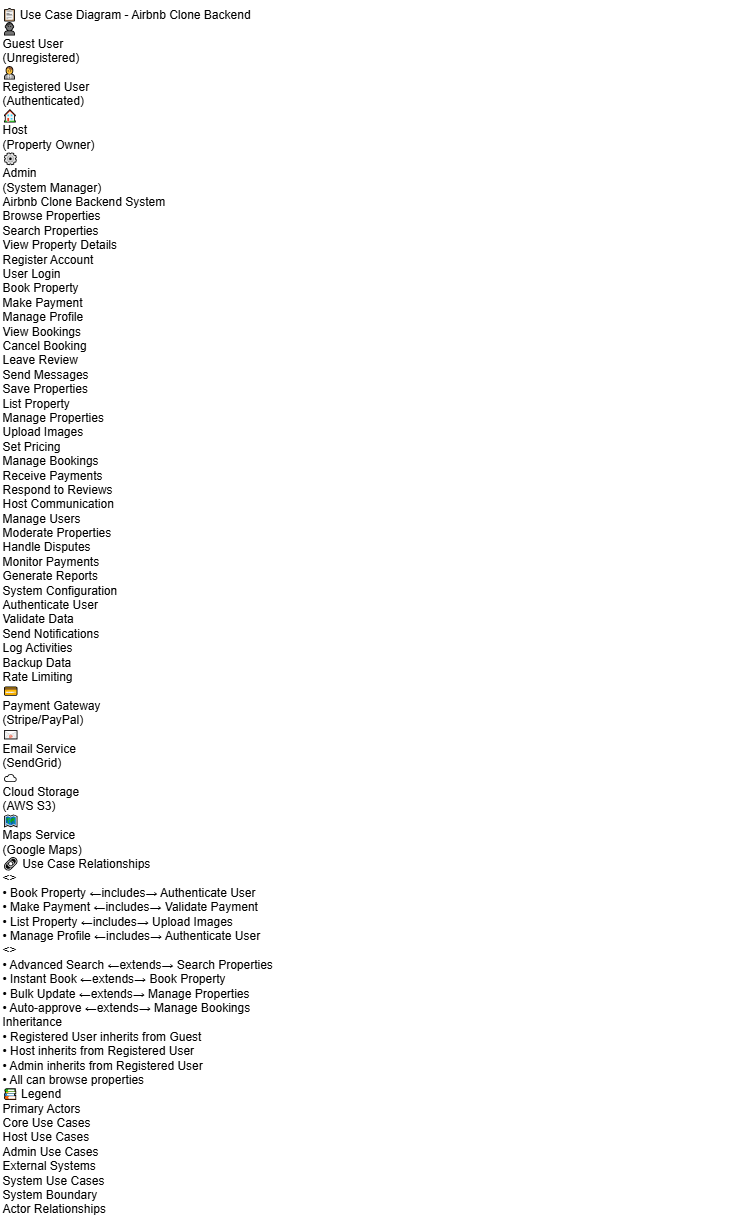 📋 Use Case Diagram - Airbnb Clone Backend
Guest User
(Unregistered)
Registered User
(Authenticated)
Host
(Property Owner)
Admin
(System Manager)
Airbnb Clone Backend System
Browse Properties
Search Properties
View Property Details
Register Account
User Login
Book Property
Make Payment
Manage Profile
View Bookings
Cancel Booking
Leave Review
Send Messages
Save Properties
List Property
Manage Properties
Upload Images
Set Pricing
Manage Bookings
Receive Payments
Respond to Reviews
Host Communication
Manage Users
Moderate Properties
Handle Disputes
Monitor Payments
Generate Reports
System Configuration
Authenticate User
Validate Data
Send Notifications
Log Activities
Backup Data
Rate Limiting
Payment Gateway
(Stripe/PayPal)
Email Service
(SendGrid)
Cloud Storage
(AWS S3)
Maps Service
(Google Maps)
Use Case Relationships
<>
• Book Property ←includes→ Authenticate User
• Make Payment ←includes→ Validate Payment
• List Property ←includes→ Upload Images
• Manage Profile ←includes→ Authenticate User
<>
• Advanced Search ←extends→ Search Properties
• Instant Book ←extends→ Book Property
• Bulk Update ←extends→ Manage Properties
• Auto-approve ←extends→ Manage Bookings
Inheritance
• Registered User inherits from Guest
• Host inherits from Registered User
• Admin inherits from Registered User
• All can browse properties
Legend
Primary Actors
Core Use Cases
Host Use Cases
Admin Use Cases
External Systems
System Use Cases
System Boundary
Actor Relationships